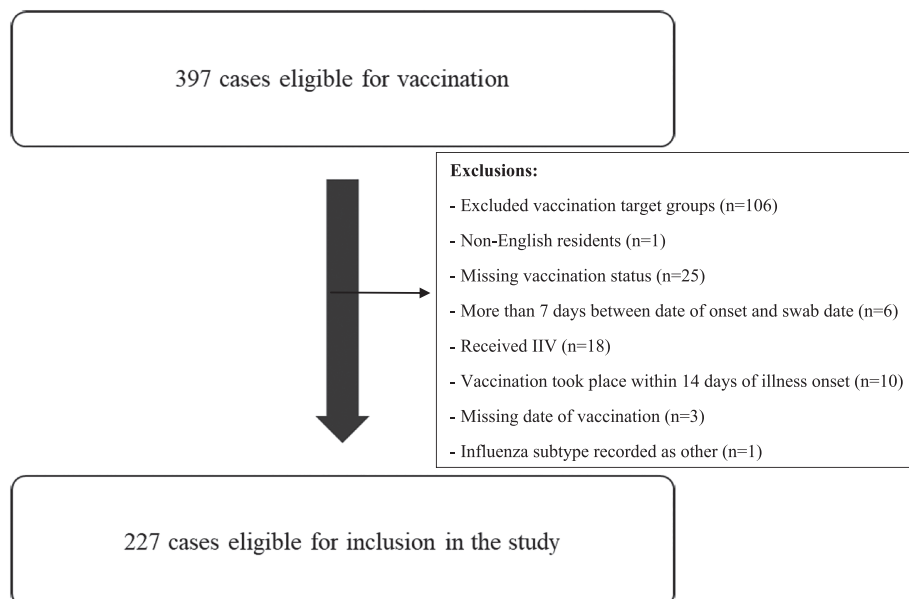 397 cases eligible for vaccination
Exclusions:
- Excluded vaccination target groups (n=106)
- Non-English residents (n=1)
- Missing vaccination status (n=25)
- More than 7 days between date of onset and swab date (n=6)
- Received IIV (n=18)
- Vaccination took place within 14 days of illness onset (n=10)
- Missing date of vaccination (n=3)
- Influenza subtype recorded as other (n=1)
227 cases eligible for inclusion in the study